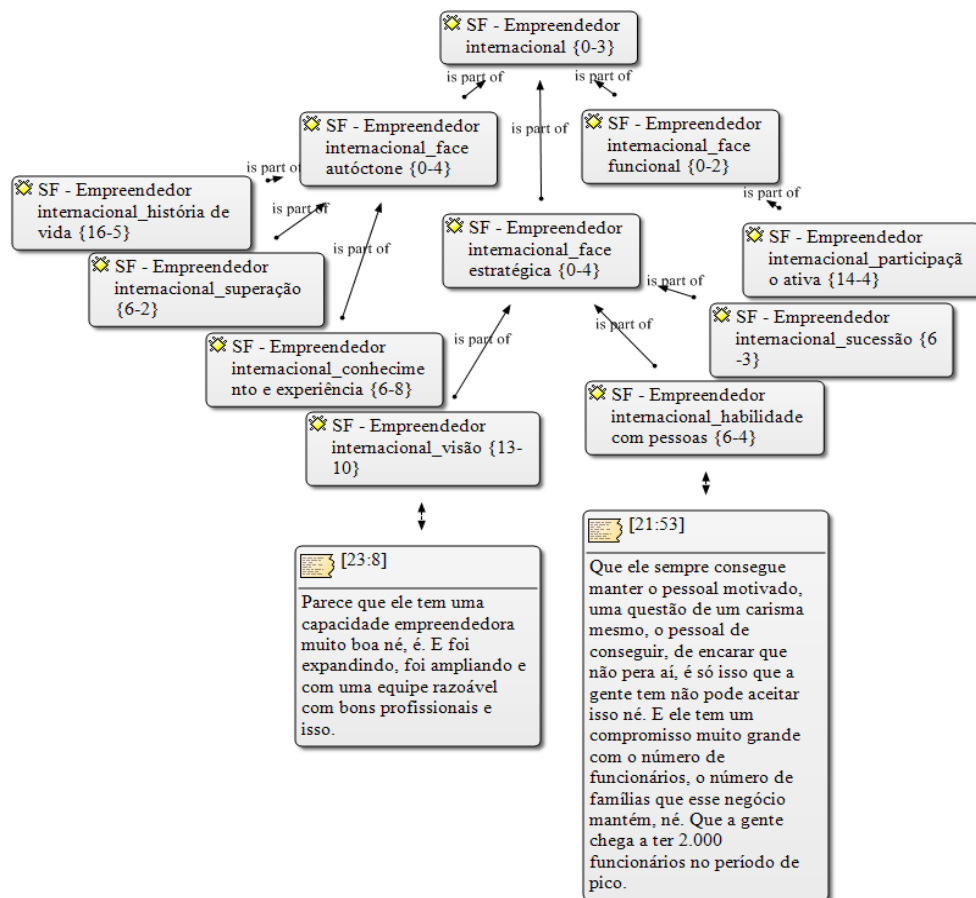 SF - Empreendedor
internacional {0-3}
is part of
is part of
is part of
SF - Empreendedor
internacional_face
autóctone {0-4}
SF - Empreendedor
internacional_face
funcional {0-2}
is part of
is part of
is part of
is part of
SF - Empreendedor
internacional_história de
vida {16-5}
SF - Empreendedor
internacional_face
estratégica {0-4}
SF - Empreendedor
internacional_participaçã
o ativa {14-4}
SF - Empreendedor
internacional_superação
{6-2}
is part of
is part of
is part of
SF - Empreendedor
internacional_sucessão {6
-3}
SF - Empreendedor
internacional_conhecime
nto e experiência {6-8}
SF - Empreendedor
internacional_habilidade
com pessoas {6-4}
SF - Empreendedor
internacional_visão {13-
10}
[23:8]
Parece que ele tem uma
capacidade empreendedora
muito boa né, é. E foi
expandindo, foi ampliando e
com uma equipe razoável
com bons profissionais e
isso.
[21:53]
Que ele sempre consegue
manter o pessoal motivado,
uma questão de um carisma
mesmo, o pessoal de
conseguir, de encarar que
não pera aí, é só isso que a
gente tem não pode aceitar
isso né. E ele tem um
compromisso muito grande
com o número de
funcionários, o número de
famílias que esse negócio
mantém, né. Que a gente
chega a ter 2.000
funcionários no período de
pico.